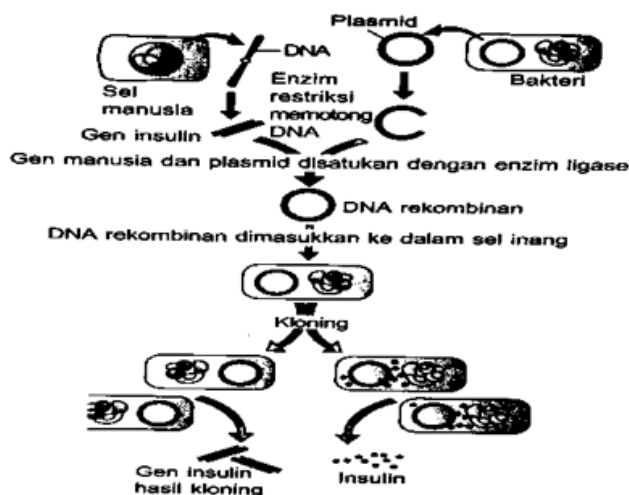 Plasmid
DNA
Bakteri
Sel
manusia
Enzim
restriksi
memotong
DNA
Gen insulin
Gen manusia dan plasmid disatukan dengan enzim ligase
DNA rekombinan
DNA rekombinan dimasukkan ke dalam sel inang
Kloning
Gen insulin
hasil kloning
Insulin